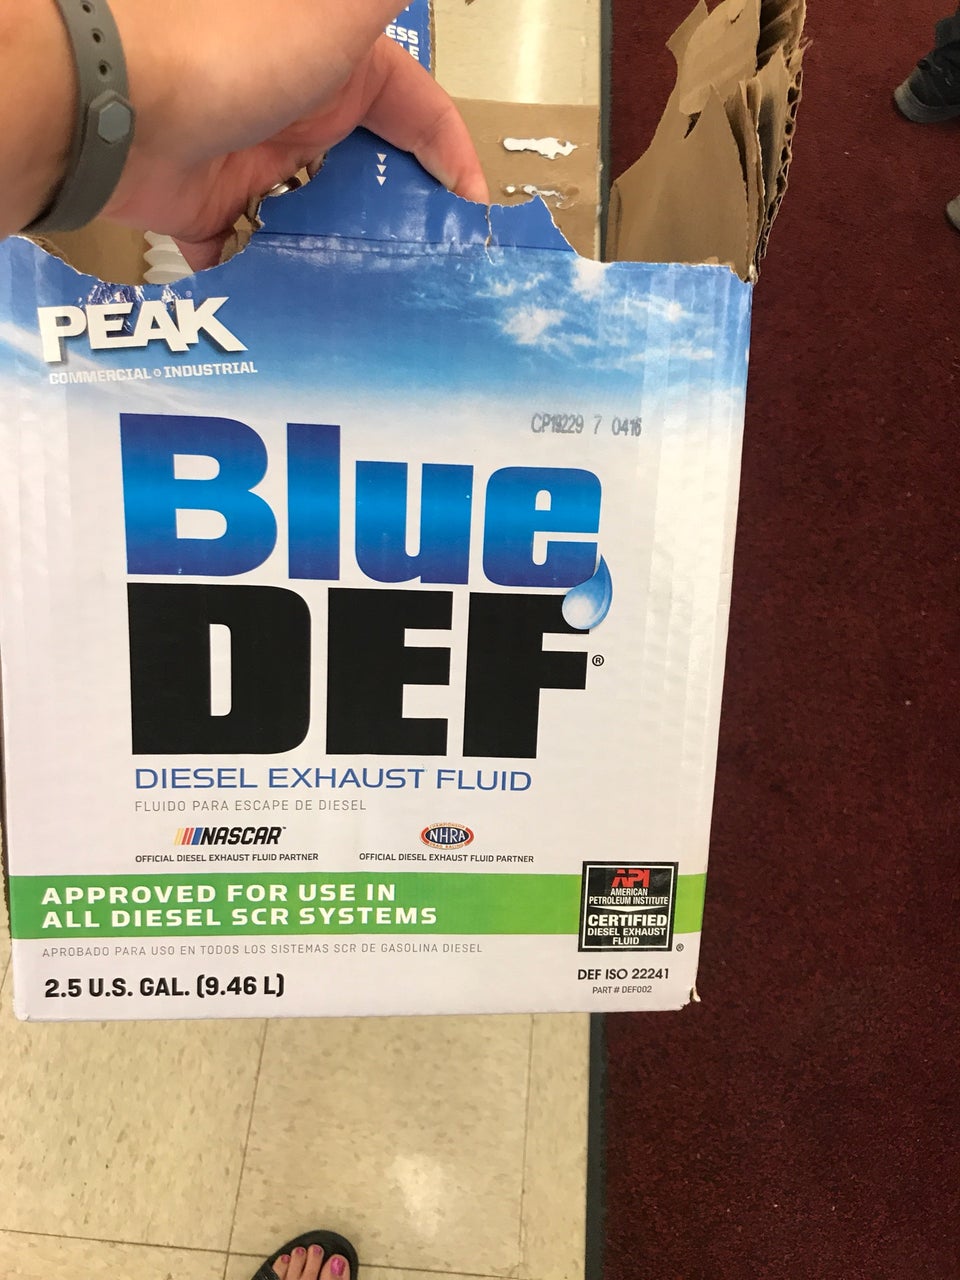 ESS
PEAK
COMMERCIAL INDUSTRIAL
CP19229 7 0416
Blue
DEF®
DIESEL EXHAUST FLUID
FLUIDO PARA ESCAPE DE DIESEL
NASCAR
OFFICIAL DIESEL EXHAUST FLUID PARTNER
NHRA
OFFICIAL DIESEL EXHAUST FLUID PARTNER
APPROVED FOR USE IN
ALL DIESEL SCR SYSTEMS
API
AMERICAN
PETROLEUM INSTITUTE
CERTIFIED
DIESEL EXHAUST
FLUID
®
APROBADO PARA USO EN TODOS LOS SISTEMAS SCR DE GASOLINA DIESEL
2.5 U.S. GAL. (9.46 L)
DEF ISO 22241
PART # DEF002